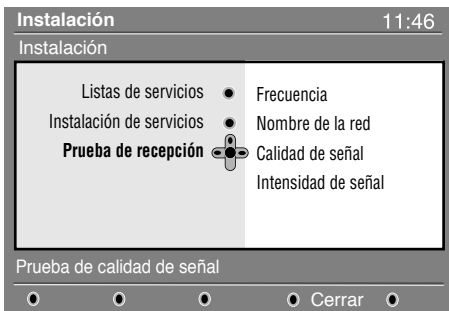 Instalación 11:46
Instalación
Listas de servicios Frecuencia
Instalación de servicios Nombre de la red
Prueba de recepción Calidad de señal
Intensidad de señal
Prueba de calidad de señal
Cerrar